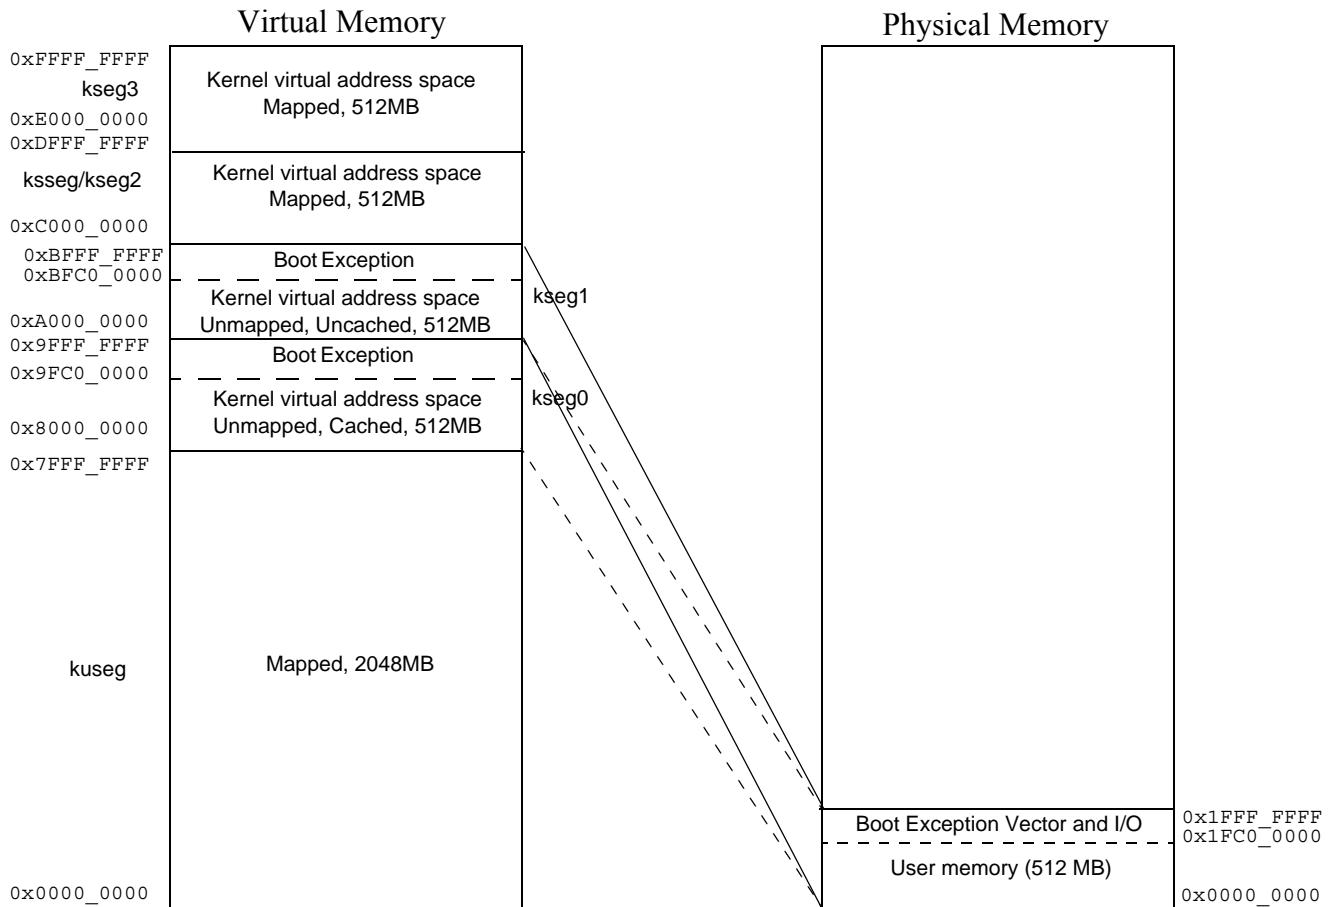 Virtual Memory
Physical Memory
0xFFFF_FFFF
kseg3
Kernel virtual address space
Mapped, 512MB
0xE000_0000
0xDFFF_FFFF
ksseg/kseg2
Kernel virtual address space
Mapped, 512MB
0xC000_0000
0xBFFF_FFFF
Boot Exception
0xBFC0_0000
Kernel virtual address space
Unmapped, Uncached, 512MB
kseg1
0xA000_0000
0x9FFF_FFFF
Boot Exception
0x9FC0_0000
Kernel virtual address space
Unmapped, Cached, 512MB
kseg0
0x8000_0000
0x7FFF_FFFF
kuseg
Mapped, 2048MB
0x0000_0000
Boot Exception Vector and I/O
0x1FFF_FFFF
0x1FC0_0000
User memory (512 MB)
0x0000_0000